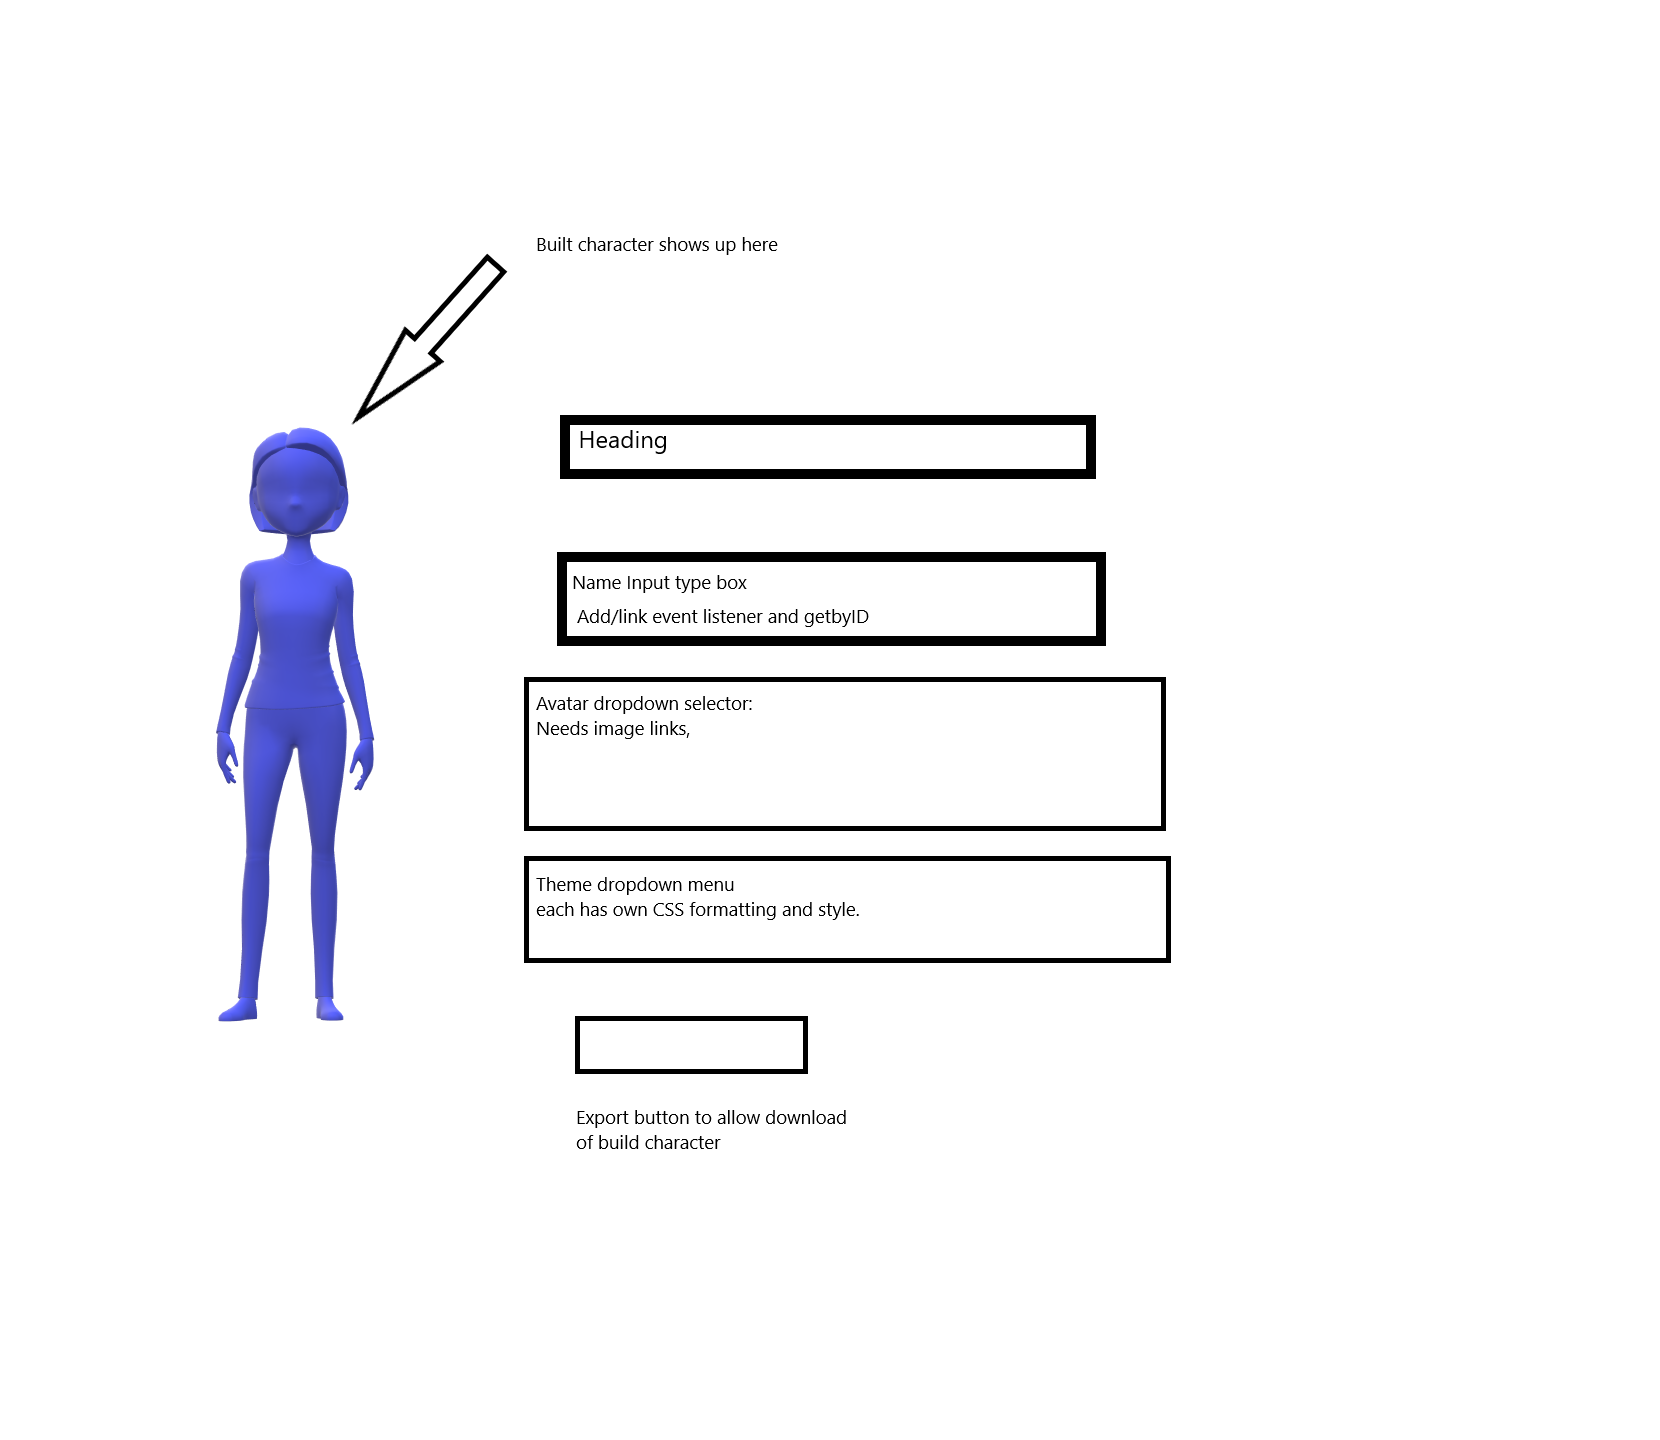 Built character shows up here
Heading
Name Input type box
Add/link event listener and getbyID
Avatar dropdown selector:
Needs image links,
Theme dropdown menu
each has own CSS formatting and style.
Export button to allow download
of build character